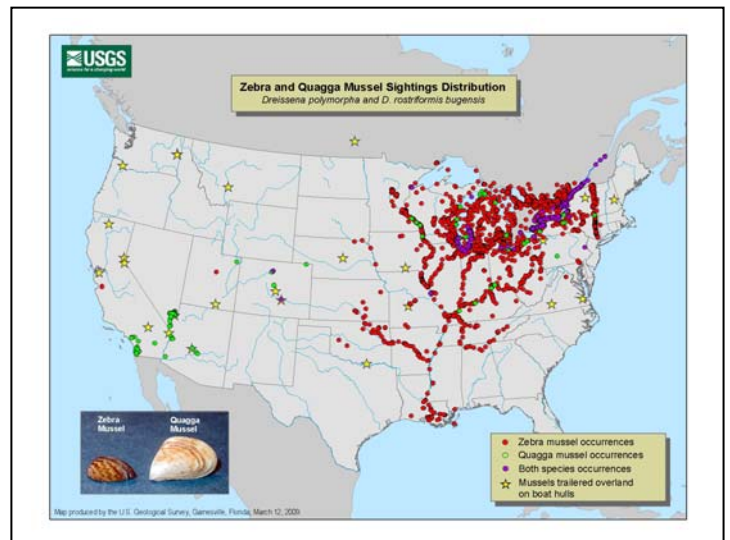 USGS
science for a changing world
Zebra and Quagga Mussel Sightings Distribution
Dreissena polymorpha and D. rostriformis bugensis
Zebra
Mussel
Quagga
Mussel
Zebra mussel occurrences
Quagga mussel occurrences
Both species occurrences
Mussels trailered overland
on boat hulls
Map produced by the U.S. Geological Survey, Gainesville, Florida, March 12, 2009.